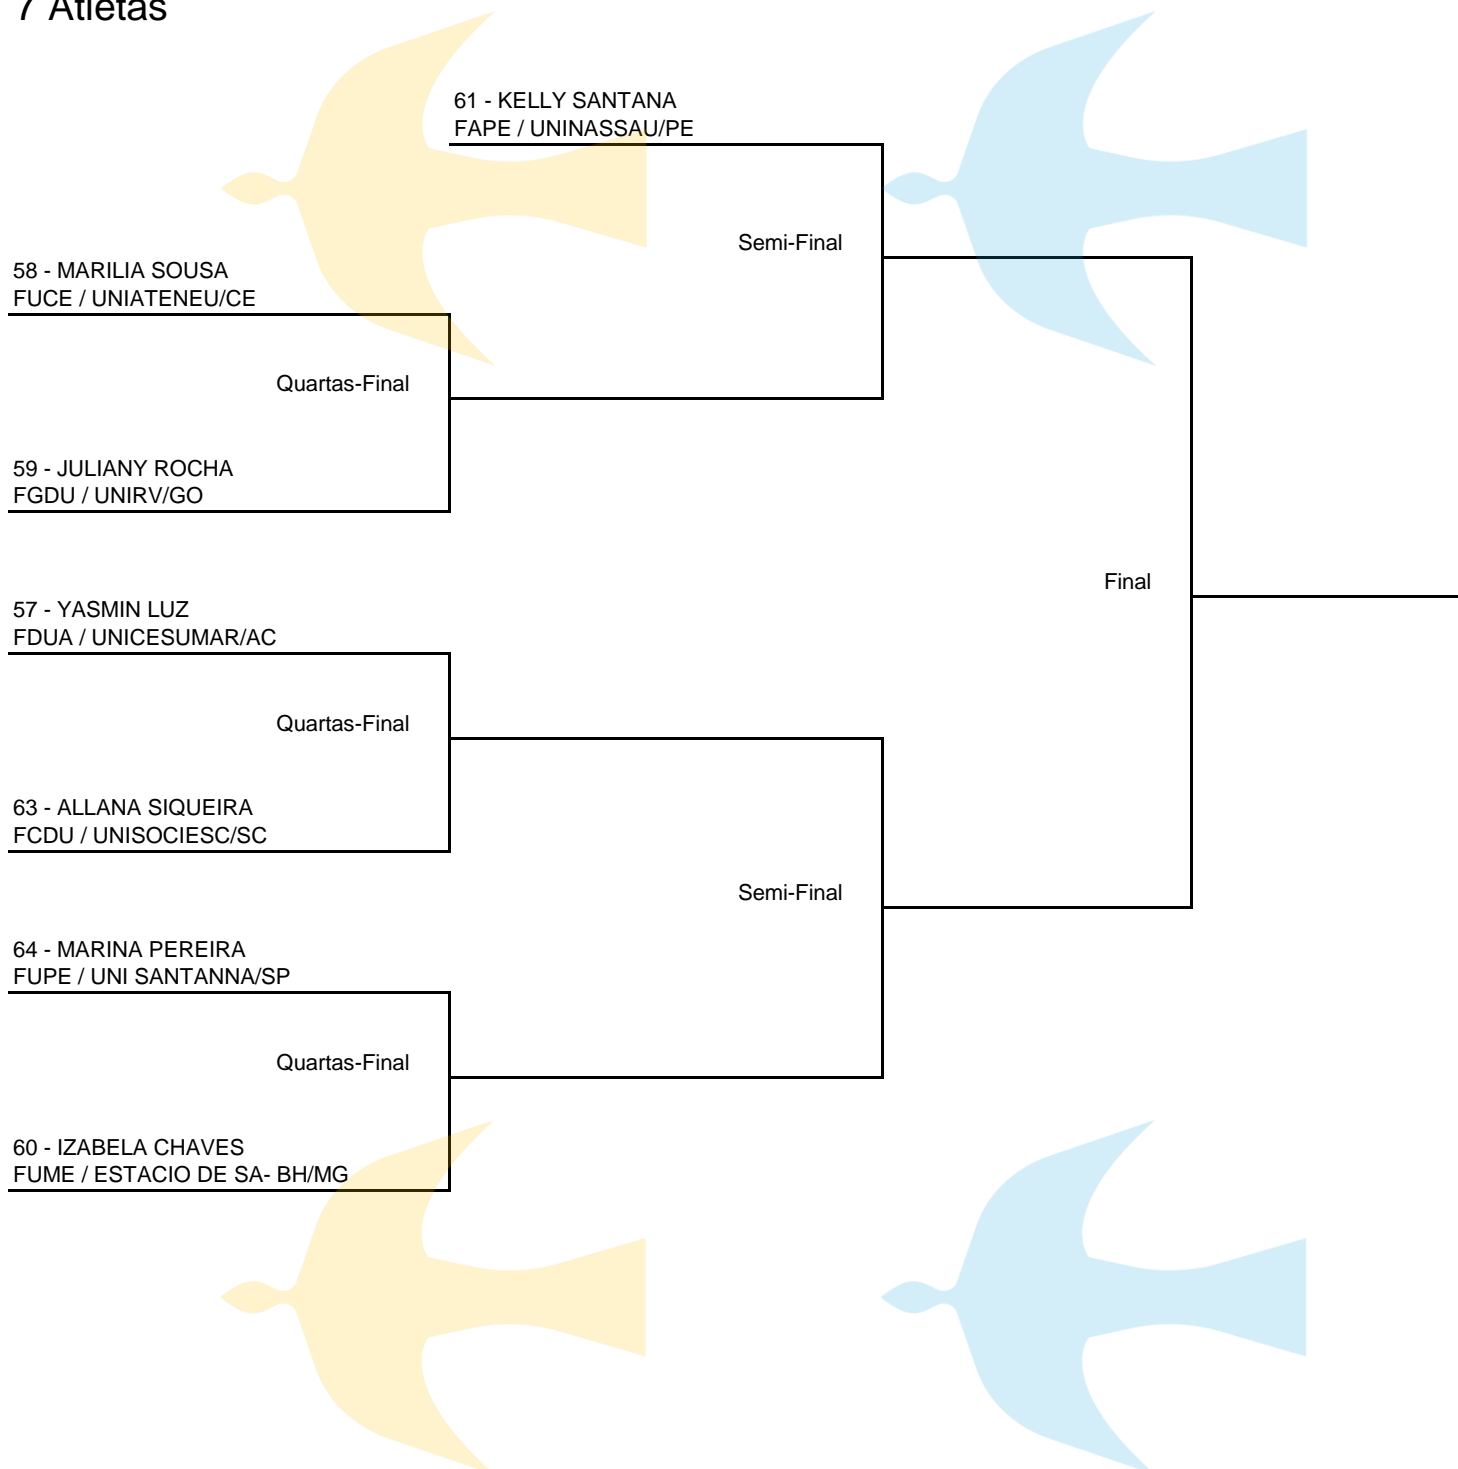 7 Atletas
61 - KELLY SANTANA
FAPE / UNINASSAU/PE
Semi-Final
58 - MARILIA SOUSA
FUCE / UNIATENEU/CE
Quartas-Final
59 - JULIANY ROCHA
FGDU / UNIRV/GO
Final
57 - YASMIN LUZ
FDUA / UNICESUMAR/AC
Quartas-Final
63 - ALLANA SIQUEIRA
FCDU / UNISOCIESC/SC
Semi-Final
64 - MARINA PEREIRA
FUPE / UNI SANTANNA/SP
Quartas-Final
60 - IZABELA CHAVES
FUME / ESTACIO DE SA- BH/MG